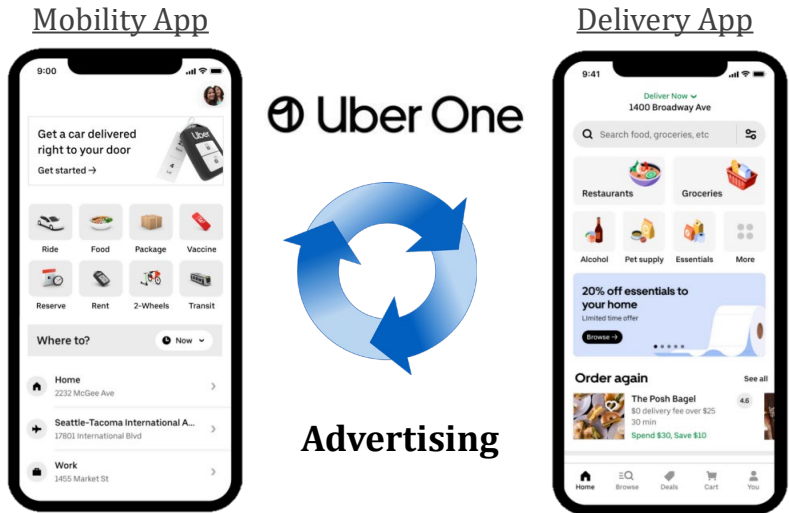 Mobility App
9:00
Get a car delivered
right to your door
Get started →
Uber
Ride
Food
Package
Vaccine
Reserve
Rent
2-Wheels
Transit
Where to?
Now
Home
2232 McGee Ave
Seattle-Tacoma International A...
17801 International Blvd
Work
1455 Market St
Uber One
Advertising
Delivery App
9:41
Deliver Now
1400 Broadway Ave
Search food, groceries, etc
Restaurants
Groceries
Alcohol
Pet supply
Essentials
More
20% off essentials to
your home
Limited time offer
Browse →
Order again
See all
The Posh Bagel
4.6
$0 delivery fee over $25
30 min
Spend $30, Save $10
Home
Browse
Deals
Cart
You